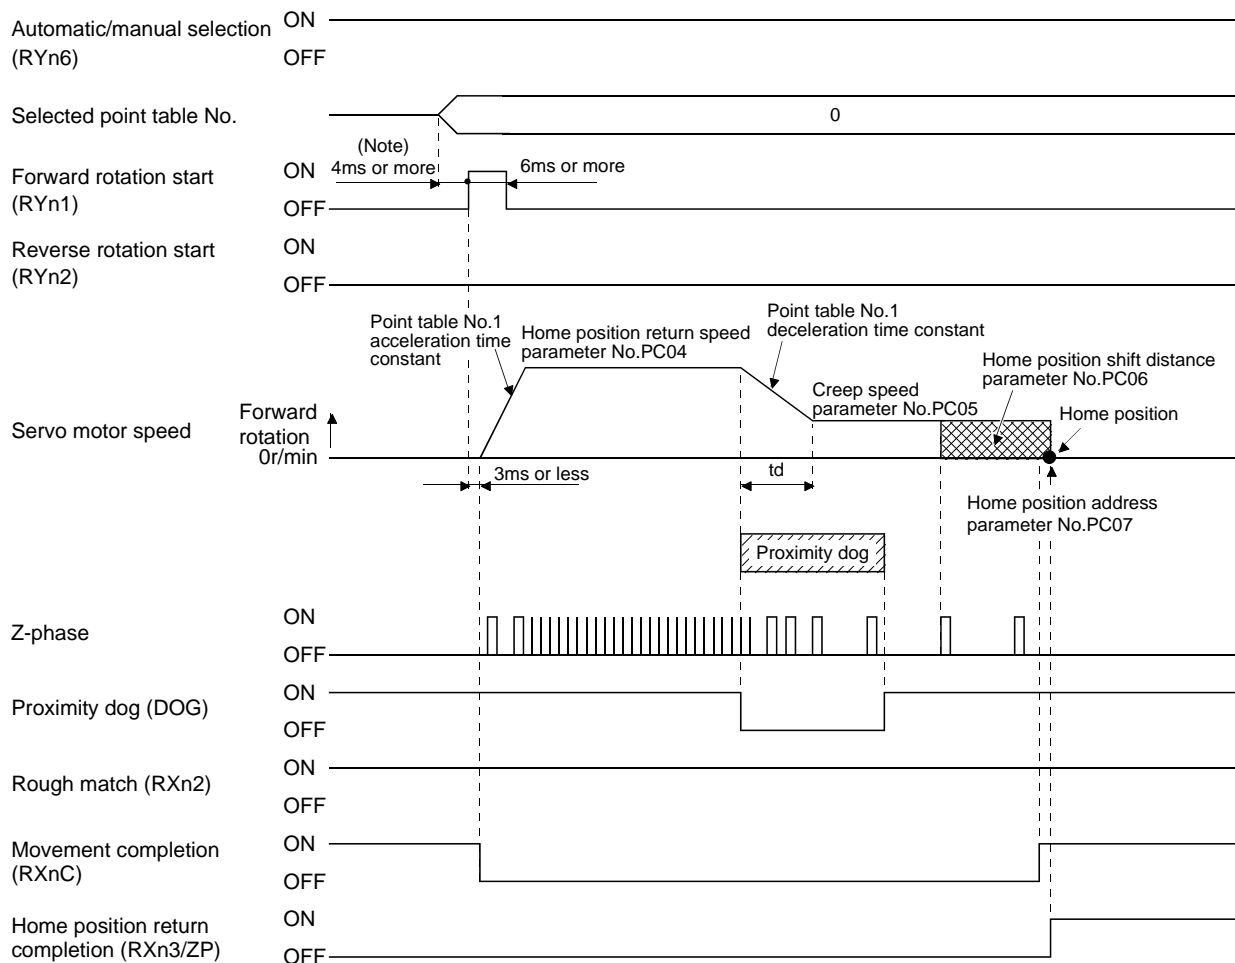 Automatic/manual selection
(RYn6)
ON
OFF
Selected point table No.
0
(Note)
4ms or more
6ms or more
Forward rotation start
(RYn1)
ON
OFF
Reverse rotation start
(RYn2)
ON
OFF
Point table No.1
acceleration time
constant
Home position return speed
parameter No.PC04
Point table No.1
deceleration time constant
Home position shift distance
parameter No.PC06
Creep speed
parameter No.PC05
Home position
Servo motor speed
Forward
rotation
0r/min
3ms or less
td
Home position address
parameter No.PC07
Proximity dog
Z-phase
ON
OFF
Proximity dog (DOG)
ON
OFF
Rough match (RXn2)
ON
OFF
Movement completion
(RXnC)
ON
OFF
Home position return
completion (RXn3/ZP)
ON
OFF